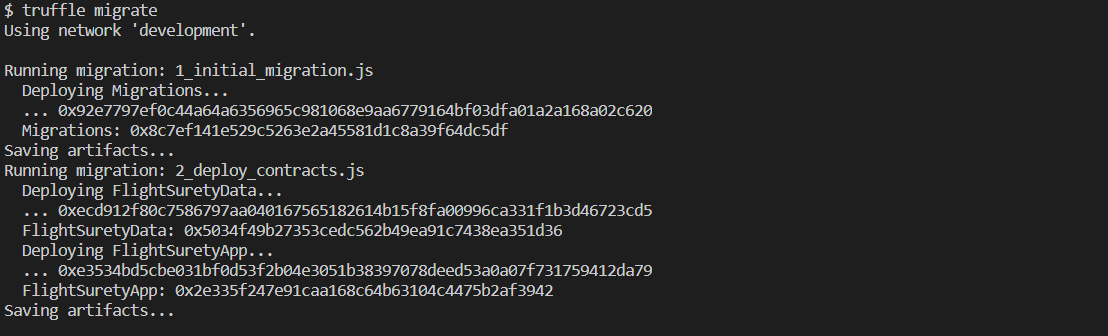 $ truffle migrate
Using network 'development'.
Running migration: 1_initial_migration.js
Deploying Migrations...
... 0x92e7797ef0c44a64a6356965c981068e9aa6779164bf03dfa01a2a168a02c620
Migrations: 0x8c7ef141e529c5263e2a45581d1c8a39f64dc5df
Saving artifacts...
Running migration: 2_deploy_contracts.js
Deploying FlightSuretyData...
... 0xecd912f80c7586797aa040167565182614b15f8fa00996ca331f1b3d46723cd5
FlightSuretyData: 0x5034f49b27353cedc562b49ea91c7438ea351d36
Deploying FlightSuretyApp...
... 0xe3534bd5cbe031bf0d53f2b04e3051b38397078deed53a0a07f731759412da79
FlightSuretyApp: 0x2e335f247e91caa168c64b63104c4475b2af3942
Saving artifacts...